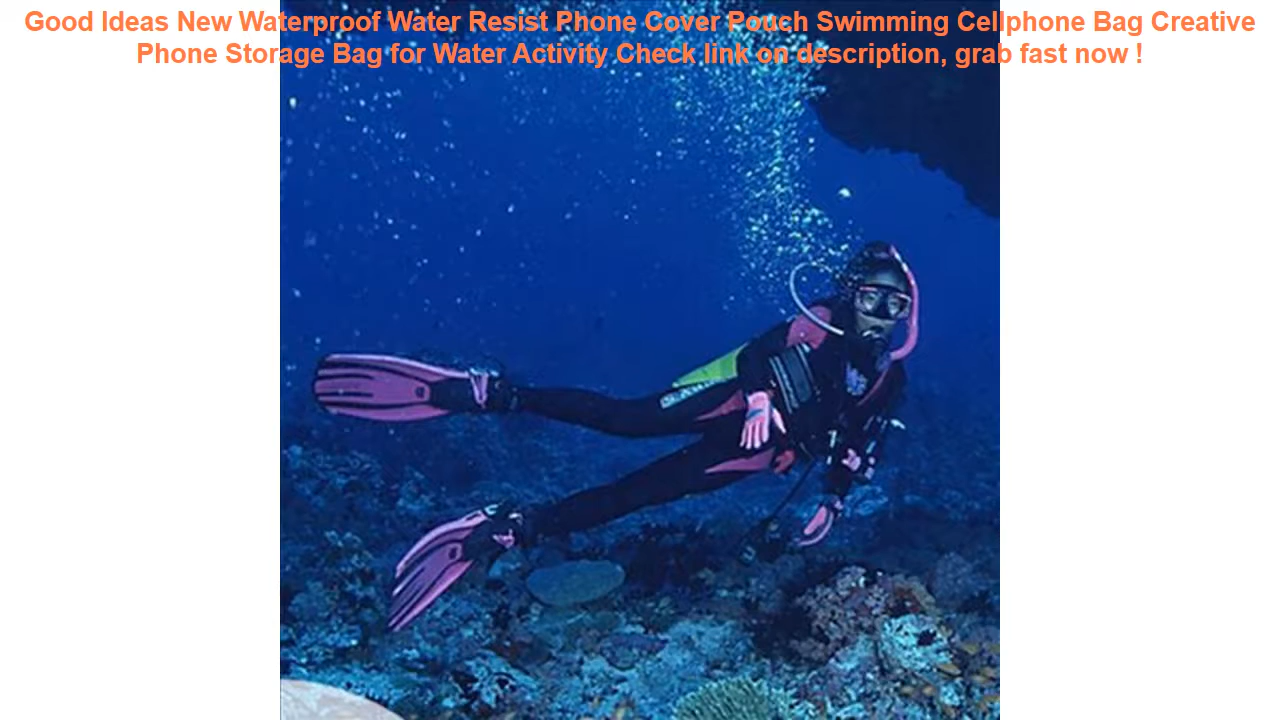 Good Ideas New Waterproof Water Resist Phone Cover Pouch Swimming Cellphone Bag Creative
Phone Storage Bag for Water Activity Check link on description, grab fast now !